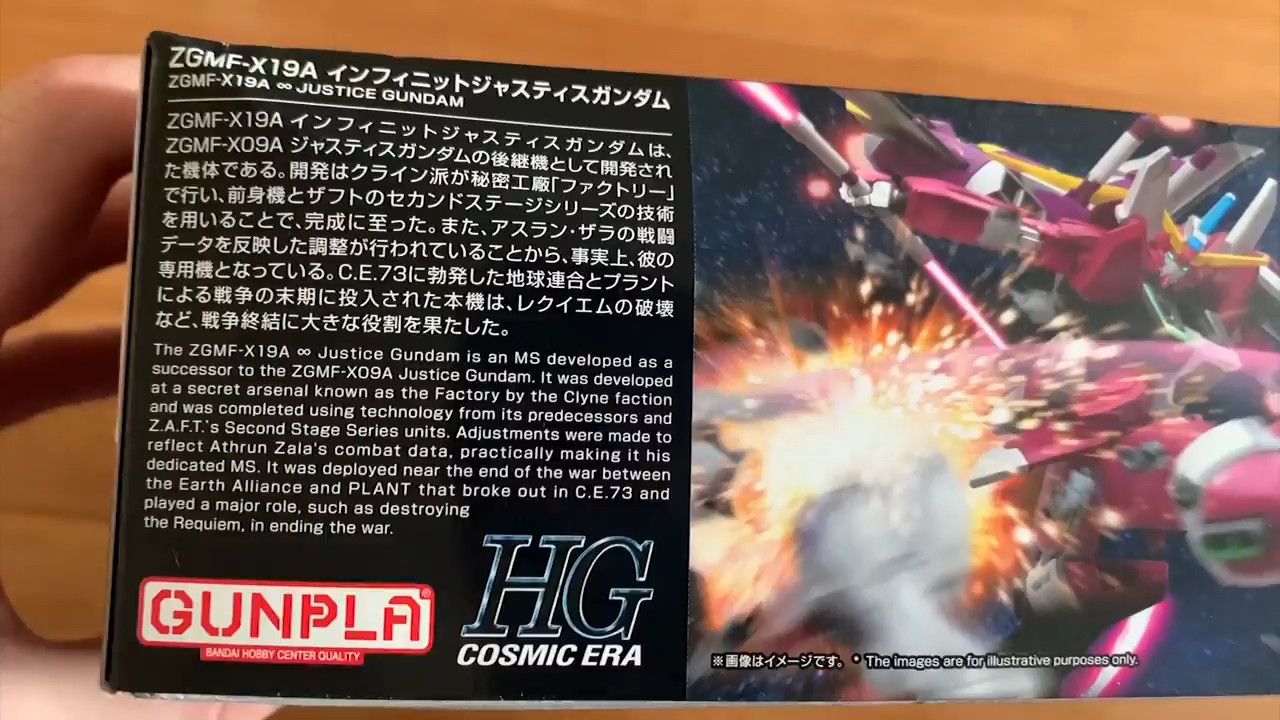 ZGMF-X19A インフィニットジャスティスガンダム
ZGMF-X19A ∞ JUSTICE GUNDAM
ZGMF-X19A インフィニットジャスティスガンダムは、
ZGMF-X09A ジャスティスガンダムの後継機として開発され
た機体である。開発はクライン派が秘密工廠「ファクトリー」
で行い、前身機とザフトのセカンドステージシリーズの技術
を用いることで、完成に至った。また、アスラン・ザラの戦闘
データを反映した調整が行われていることから、事実上、彼の
専用機となっている。C.E.73に勃発した地球連合とプラント
による戦争の末期に投入された本機は、レクイエムの破壊
など、戦争終結に大きな役割を果たした。
The ZGMF-X19A ∞ Justice Gundam is an MS developed as a
successor to the ZGMF-X09A Justice Gundam. It was developed
at a secret arsenal known as the Factory by the Clyne faction
and was completed using technology from its predecessors and
Z.A.F.T.'s Second Stage Series units. Adjustments were made to
reflect Athrun Zala's combat data, practically making it his
dedicated MS. It was deployed near the end of the war between
the Earth Alliance and PLANT that broke out in C.E.73 and
played a major role, such as destroying
the Requiem, in ending the war.
GUNPLA®
BANDAI HOBBY CENTER QUALITY
HG
COSMIC ERA
※画像はイメージです。 * The images are for illustrative purposes only.